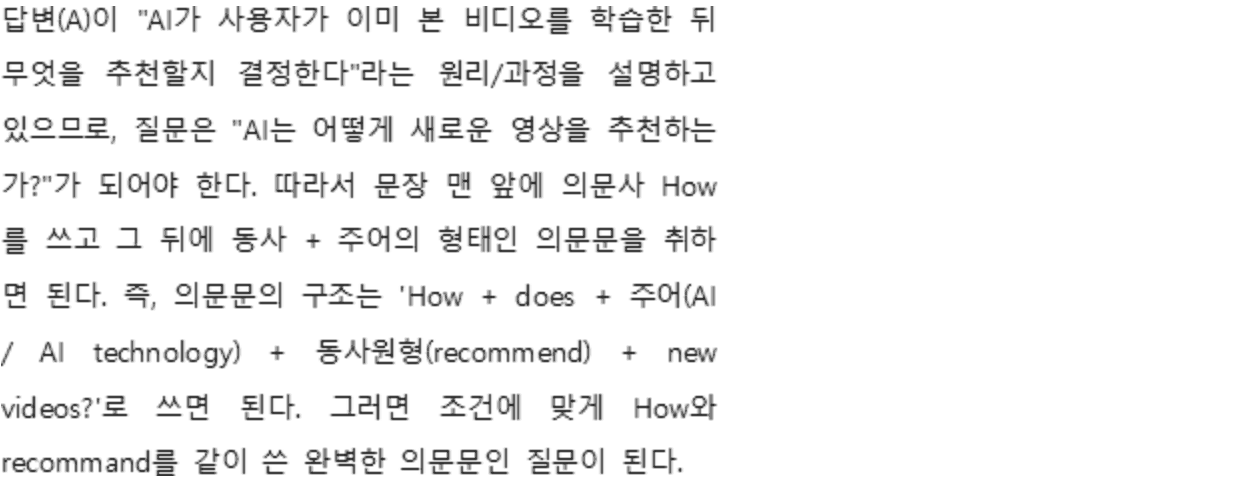 답변(A)이 "AI가 사용자가 이미 본 비디오를 학습한 뒤
무엇을 추천할지 결정한다"라는 원리/과정을 설명하고
있으므로, 질문은 "AI는 어떻게 새로운 영상을 추천하는
가?"가 되어야 한다. 따라서 문장 맨 앞에 의문사 How
를 쓰고 그 뒤에 동사 + 주어의 형태인 의문문을 취하
면 된다. 즉, 의문문의 구조는 'How + does + 주어(AI
/ AI technology) + 동사원형(recommend) + new
videos?'로 쓰면 된다. 그러면 조건에 맞게 How와
recommand를 같이 쓴 완벽한 의문문인 질문이 된다.